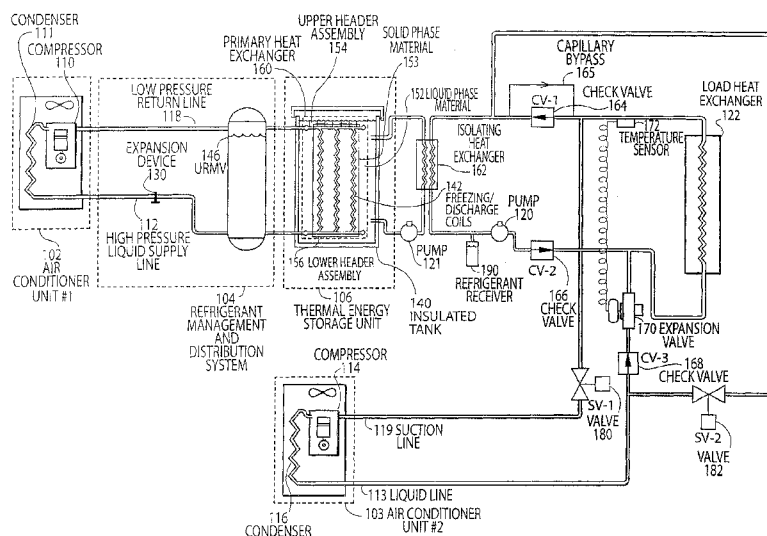 CONDENSER
111
COMPRESSOR
110
LOW PRESSURE
RETURN LINE
118
EXPANSION
DEVICE
130
112
HIGH PRESSURE
LIQUID SUPPLY
LINE
102
AIR
CONDITIONER
UNIT #1
146
URMV
104
REFRIGERANT
MANAGEMENT
AND
DISTRIBUTION
SYSTEM
PRIMARY HEAT
EXCHANGER
160
UPPER HEADER
ASSEMBLY
154
SOLID PHASE
MATERIAL
153
152 LIQUID PHASE
MATERIAL
142
FREEZING/
DISCHARGE
COILS
156 LOWER HEADER
ASSEMBLY
106
THERMAL ENERGY
STORAGE UNIT
140
INSULATED
TANK
PUMP
121
ISOLATING
HEAT
EXCHANGER
162
PUMP
120
190
REFRIGERANT
RECEIVER
CAPILLARY
BYPASS
165
CV-1
CHECK VALVE
164
CV-2
166
CHECK
VALVE
172
TEMPERATURE
SENSOR
LOAD HEAT
EXCHANGER
122
170 EXPANSION
VALVE
CV-3
168
CHECK VALVE
SV-1
VALVE
180
SV-2
VALVE
182
COMPRESSOR
114
119 SUCTION
LINE
113 LIQUID LINE
116
CONDENSER
103 AIR CONDITIONER
UNIT #2